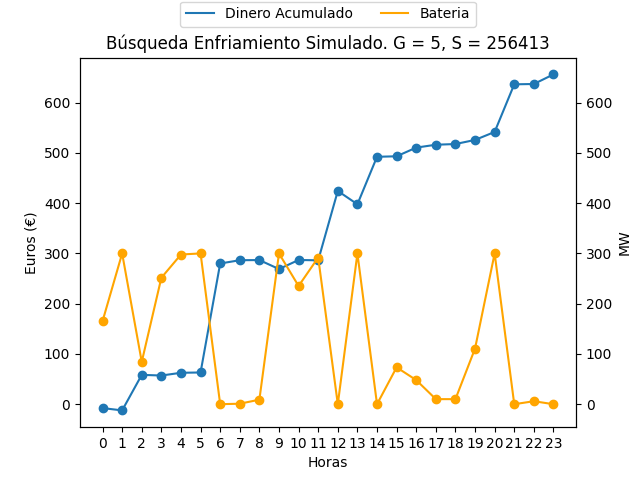 Dinero Acumulado Bateria
Búsqueda Enfriamiento Simulado. G = 5, S = 256413
600 600
500 500
400 400
300 300
200 200
100 100
0 0
Euros (€)
MW
0 1 2 3 4 5 6 7 8 9 10 11 12 13 14 15 16 17 18 19 20 21 22 23
Horas